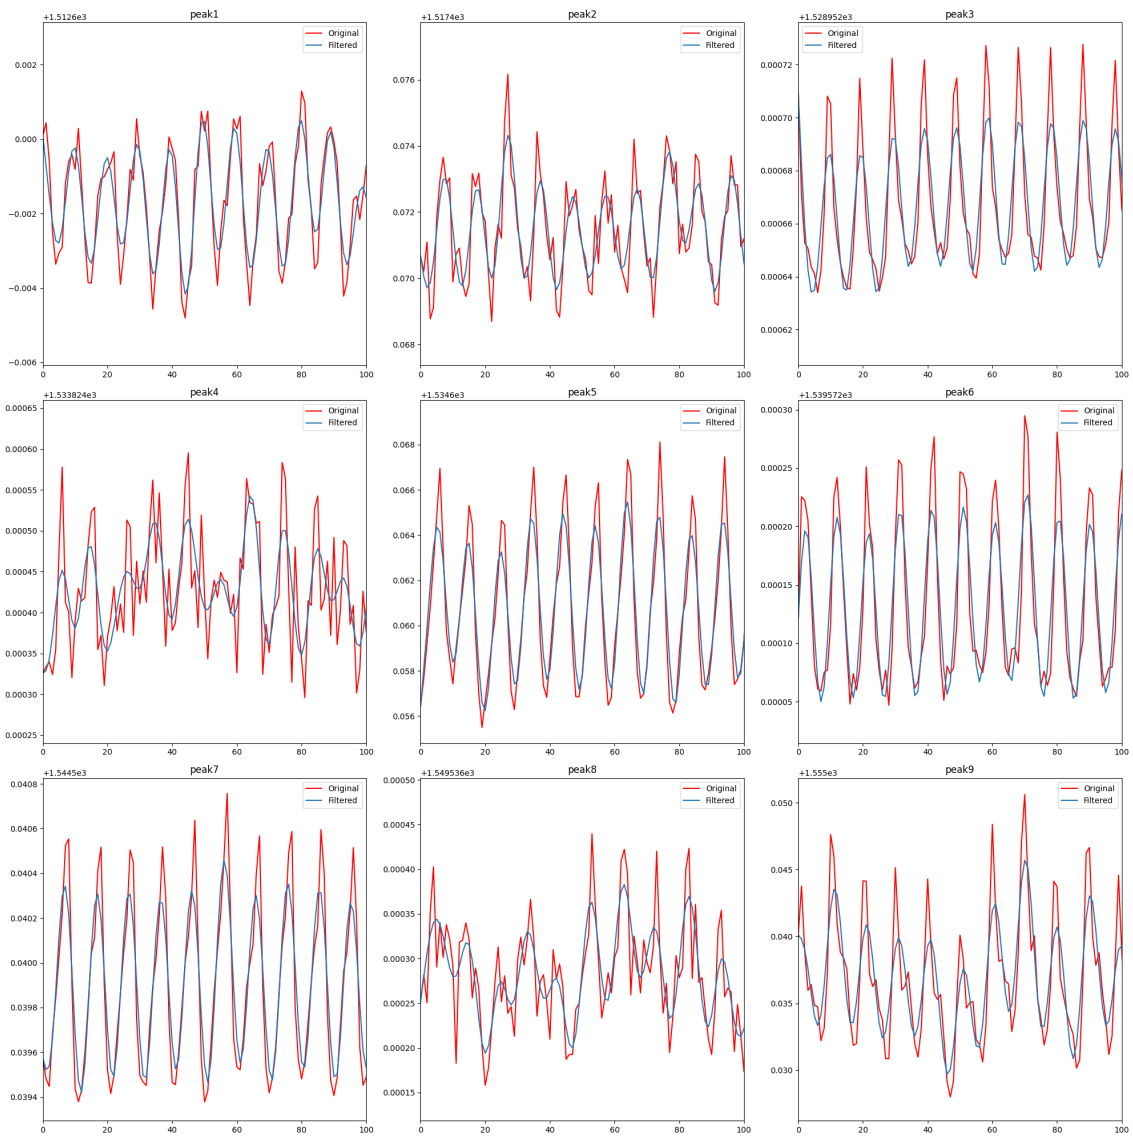 peak1
+1.5126e3
Original
Filtered
0.002
0.000
−0.002
−0.004
−0.006
0 20 40 60 80 100
peak2
+1.5174e3
Original
Filtered
0.076
0.074
0.072
0.070
0.068
0 20 40 60 80 100
peak3
+1.528952e3
Original
Filtered
0.00072
0.00070
0.00068
0.00066
0.00064
0.00062
0 20 40 60 80 100
peak4
+1.533824e3
Original
Filtered
0.00065
0.00060
0.00055
0.00050
0.00045
0.00040
0.00035
0.00030
0.00025
0 20 40 60 80 100
peak5
+1.5346e3
Original
Filtered
0.068
0.066
0.064
0.062
0.060
0.058
0.056
0 20 40 60 80 100
peak6
+1.539572e3
Original
Filtered
0.00030
0.00025
0.00020
0.00015
0.00010
0.00005
0 20 40 60 80 100
peak7
+1.5445e3
Original
Filtered
0.0408
0.0406
0.0404
0.0402
0.0400
0.0398
0.0396
0.0394
0 20 40 60 80 100
peak8
+1.549536e3
Original
Filtered
0.00050
0.00045
0.00040
0.00035
0.00030
0.00025
0.00020
0.00015
0 20 40 60 80 100
peak9
+1.555e3
Original
Filtered
0.050
0.045
0.040
0.035
0.030
0 20 40 60 80 100